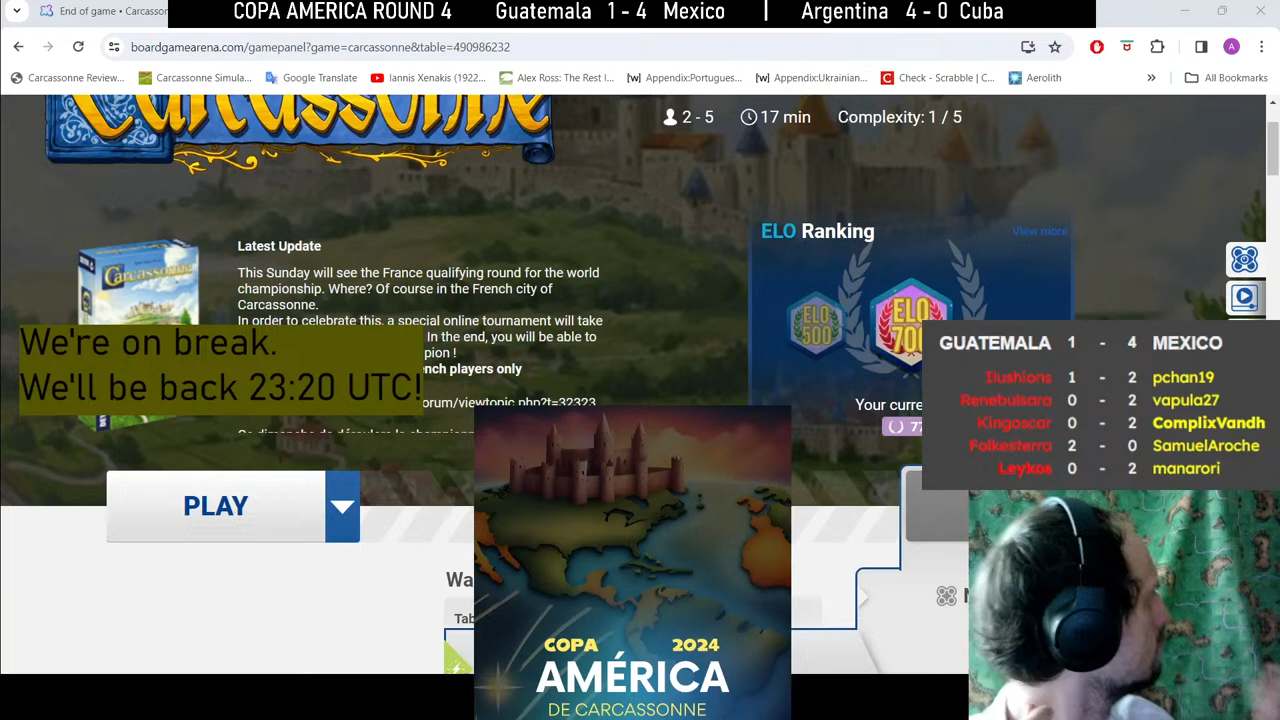 COPA AMERICA ROUND 4 Guatemala 1 - 4 Mexico | Argentina 4 - 0 Cuba
End of game • Carcassonn
boardgamearena.com/gamepanel?game=carcassonne&table=490986232
Carcassonne Review...
Carcassonne Simula...
Google Translate
Iannis Xenakis (1922...
Alex Ross: The Rest I...
[w] Appendix:Portugues...
[w] Appendix:Ukrainian...
Check - Scrabble | C...
Aerolith
All Bookmarks
Carcassonne
2 - 5 17 min Complexity: 1 / 5
Latest Update
This Sunday will see the France qualifying round for the world
championship. Where? Of course in the French city of
Carcassonne.
In order to celebrate this, a special online tournament will take
In the end, you will be able to
pion !
ench players only
orum/viewtopic.php?t=32323
We're on break.
We'll be back 23:20 UTC!
PLAY
ELO Ranking
View more
ELO
500
ELO
700
Your curre
77
GUATEMALA 1 - 4 MEXICO
Ilushions 1 - 2 pchan19
Renebulsara 0 - 2 vapula27
Kingoscar 0 - 2 ComplixVandh
Folkesterra 2 - 0 SamuelAroche
Leykos 0 - 2 manarori
Wa
Tab
COPA 2024
AMÉRICA
DE CARCASSONNE